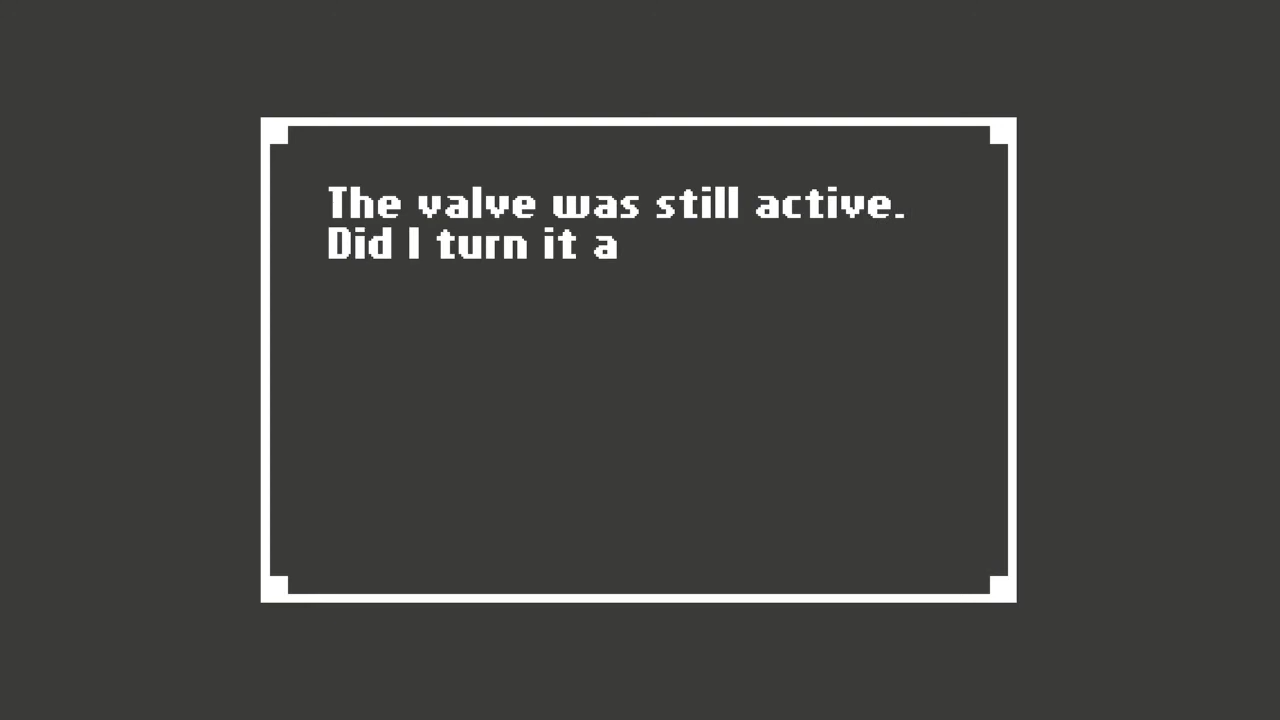 The valve was still active.
Did I turn it a